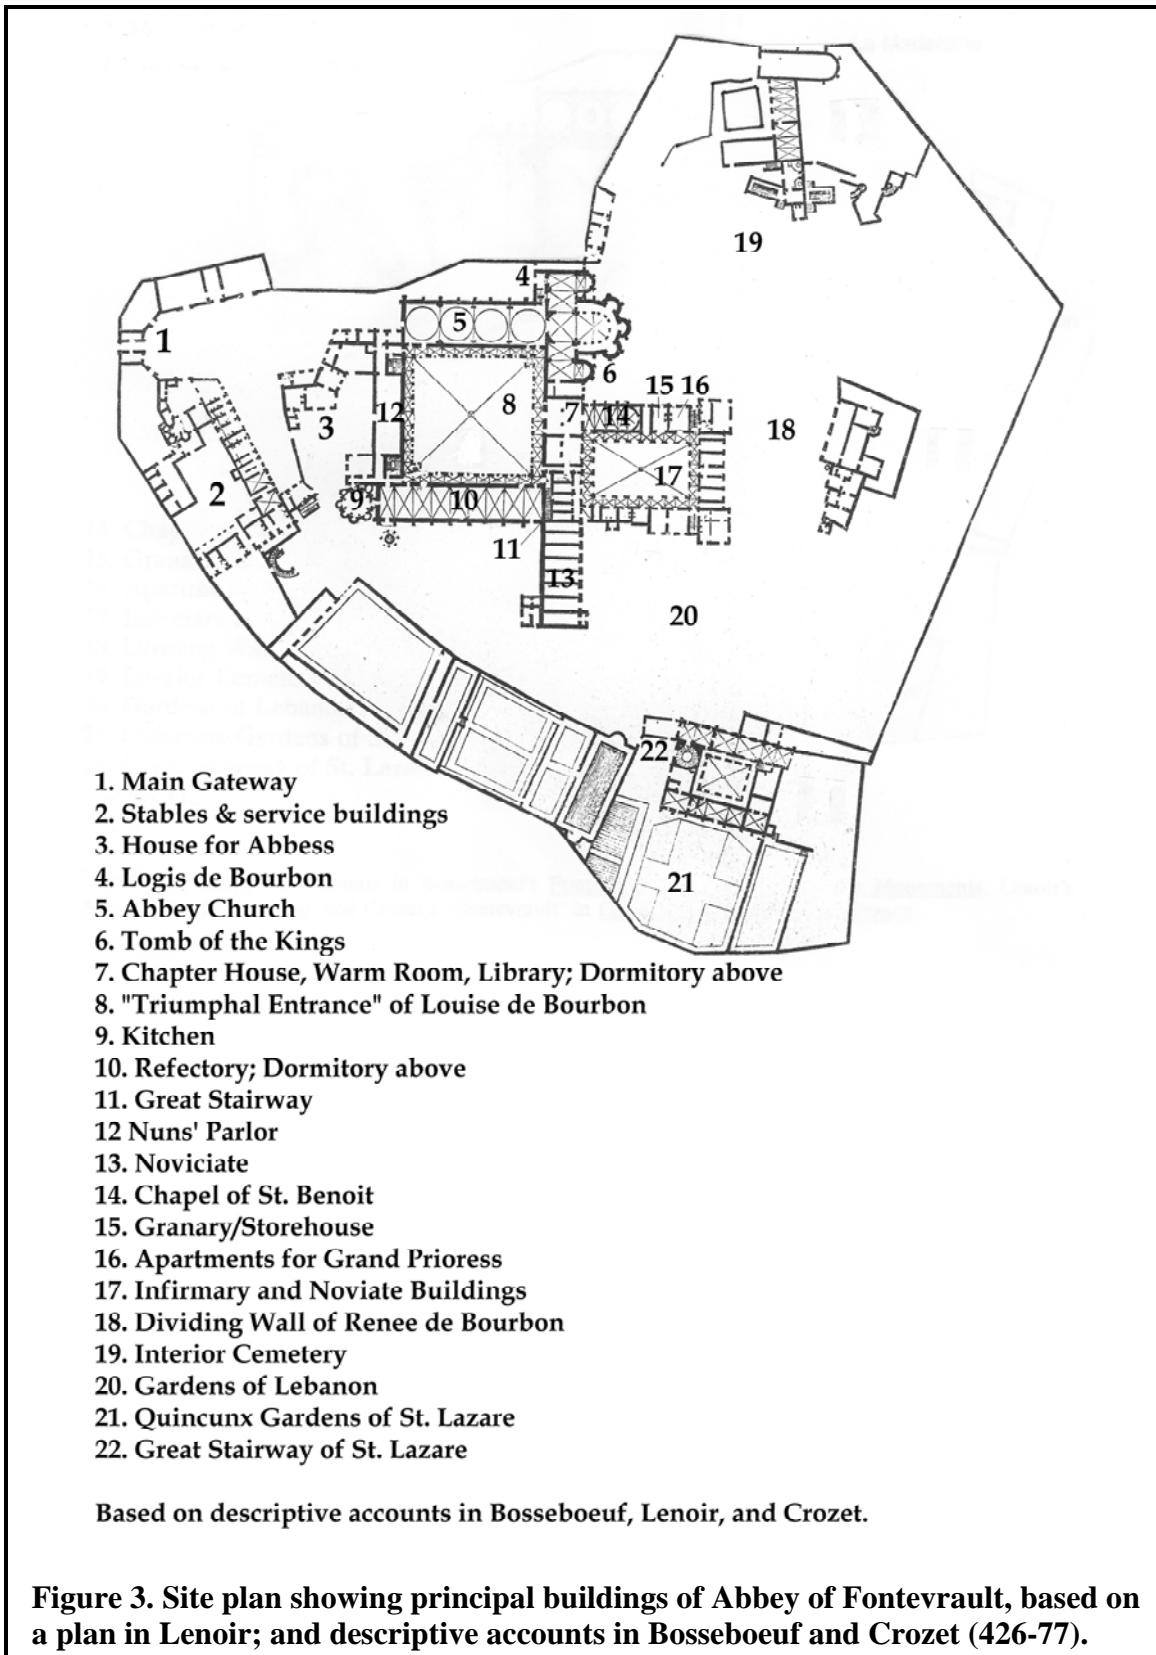 4
5
1
6
15 16
8
7
14
12
3
18
17
2
9
10
11
13
20
19
22
21
1. Main Gateway
2. Stables & service buildings
3. House for Abbess
4. Logis de Bourbon
5. Abbey Church
6. Tomb of the Kings
7. Chapter House, Warm Room, Library; Dormitory above
8. "Triumphal Entrance" of Louise de Bourbon
9. Kitchen
10. Refectory; Dormitory above
11. Great Stairway
12 Nuns' Parlor
13. Noviciate
14. Chapel of St. Benoit
15. Granary/Storehouse
16. Apartments for Grand Prioress
17. Infirmary and Noviate Buildings
18. Dividing Wall of Renee de Bourbon
19. Interior Cemetery
20. Gardens of Lebanon
21. Quincunx Gardens of St. Lazare
22. Great Stairway of St. Lazare
Based on descriptive accounts in Bosseboeuf, Lenoir, and Crozet.
Figure 3. Site plan showing principal buildings of Abbey of Fontevrault, based on
a plan in Lenoir; and descriptive accounts in Bosseboeuf and Crozet (426-77).